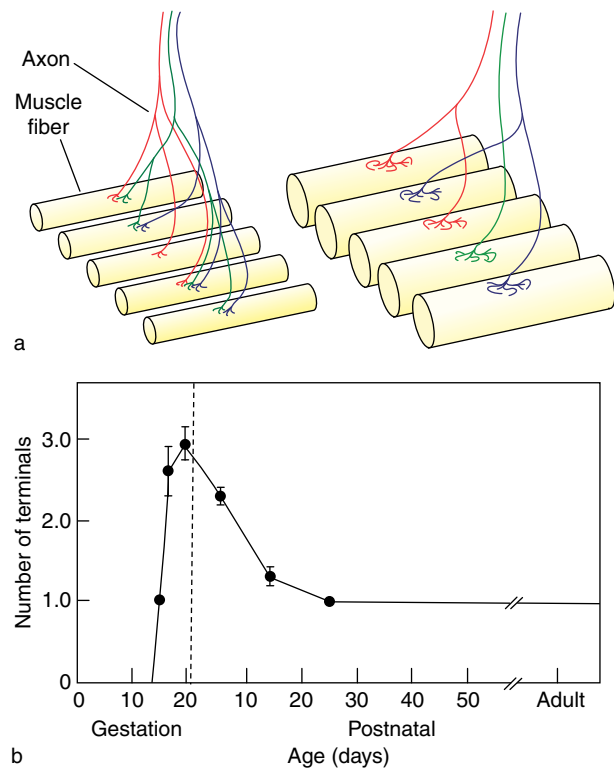 Axon
Muscle
fiber
a
Number of terminals
3.0
2.0
1.0
0
0 10 20 10 20 30 40 50 Adult
Gestation Postnatal
b Age (days)